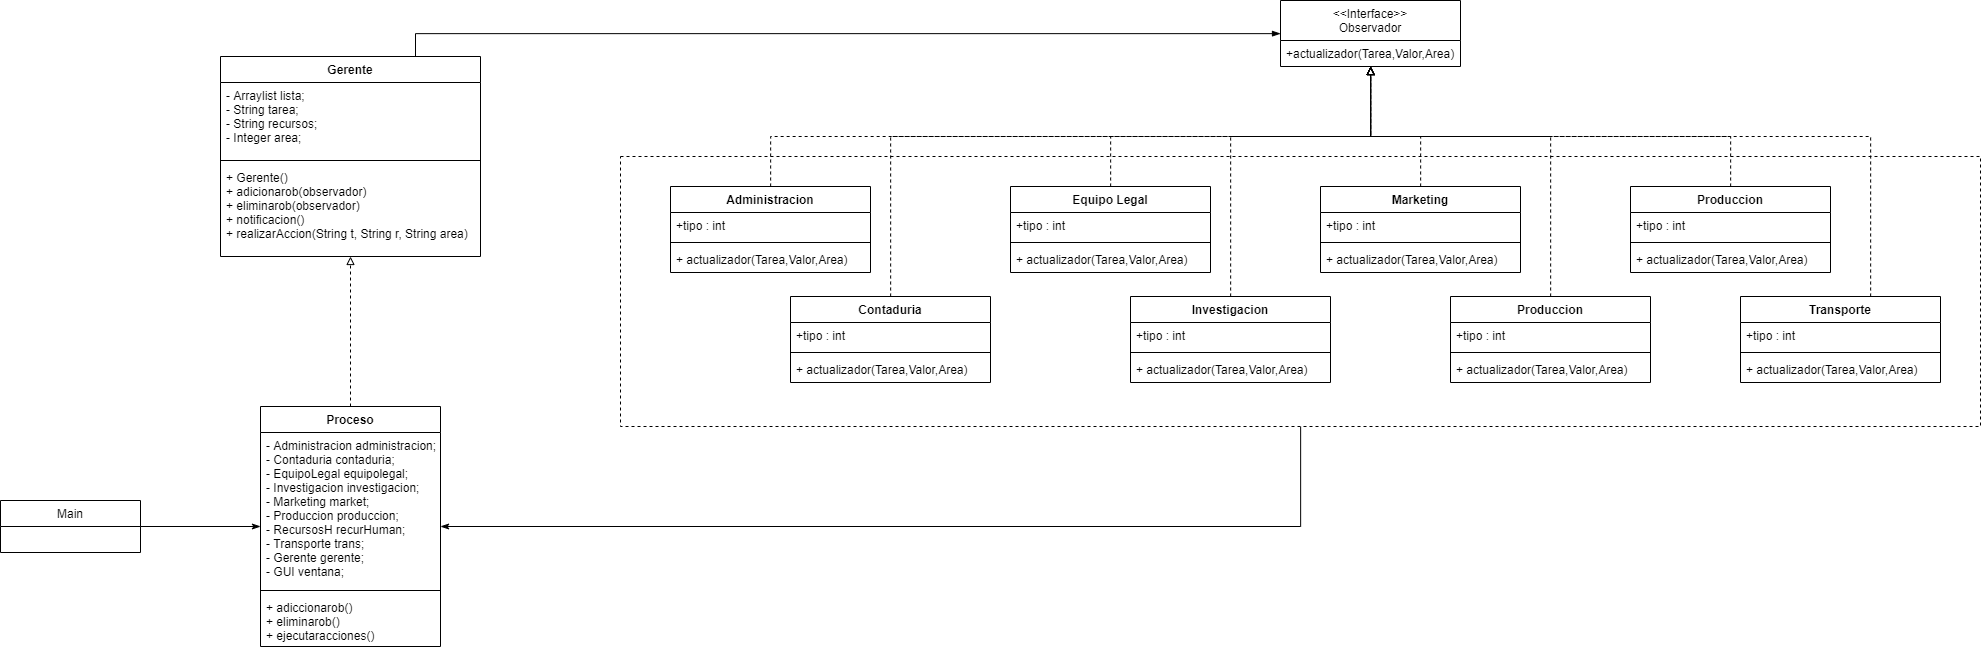 <<Interface>>
Observador
+actualizador(Tarea,Valor,Area)
Gerente
- Arraylist lista;
- String tarea;
- String recursos;
- Integer area;
+ Gerente()
+ adicionarob(observador)
+ eliminarob(observador)
+ notificacion()
+ realizarAccion(String t, String r, String area)
Administracion
+tipo : int
+ actualizador(Tarea,Valor,Area)
Equipo Legal
+tipo : int
+ actualizador(Tarea,Valor,Area)
Marketing
+tipo : int
+ actualizador(Tarea,Valor,Area)
Produccion
+tipo : int
+ actualizador(Tarea,Valor,Area)
Contaduria
+tipo : int
+ actualizador(Tarea,Valor,Area)
Investigacion
+tipo : int
+ actualizador(Tarea,Valor,Area)
Produccion
+tipo : int
+ actualizador(Tarea,Valor,Area)
Transporte
+tipo : int
+ actualizador(Tarea,Valor,Area)
Proceso
- Administracion administracion;
- Contaduria contaduria;
- EquipoLegal equipolegal;
- Investigacion investigacion;
- Marketing market;
- Produccion produccion;
- RecursosH recurHuman;
- Transporte trans;
- Gerente gerente;
- GUI ventana;
+ adiccionarob()
+ eliminarob()
+ ejecutaracciones()
Main